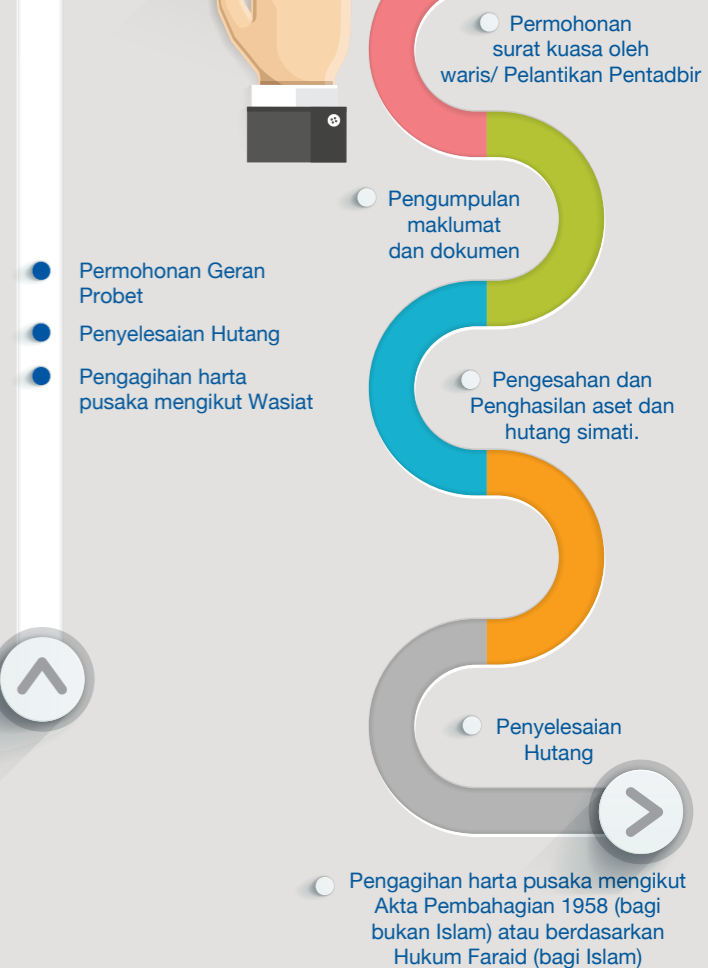 Permohonan
surat kuasa oleh
waris/ Pelantikan Pentadbir
Pengumpulan
maklumat
dan dokumen
Permohonan Geran
Probet
Penyelesaian Hutang
Pengagihan harta
pusaka mengikut Wasiat
Pengesahan dan
Penghasilan aset dan
hutang simati.
Penyelesaian
Hutang
Pengagihan harta pusaka mengikut
Akta Pembahagian 1958 (bagi
bukan Islam) atau berdasarkan
Hukum Faraid (bagi Islam)